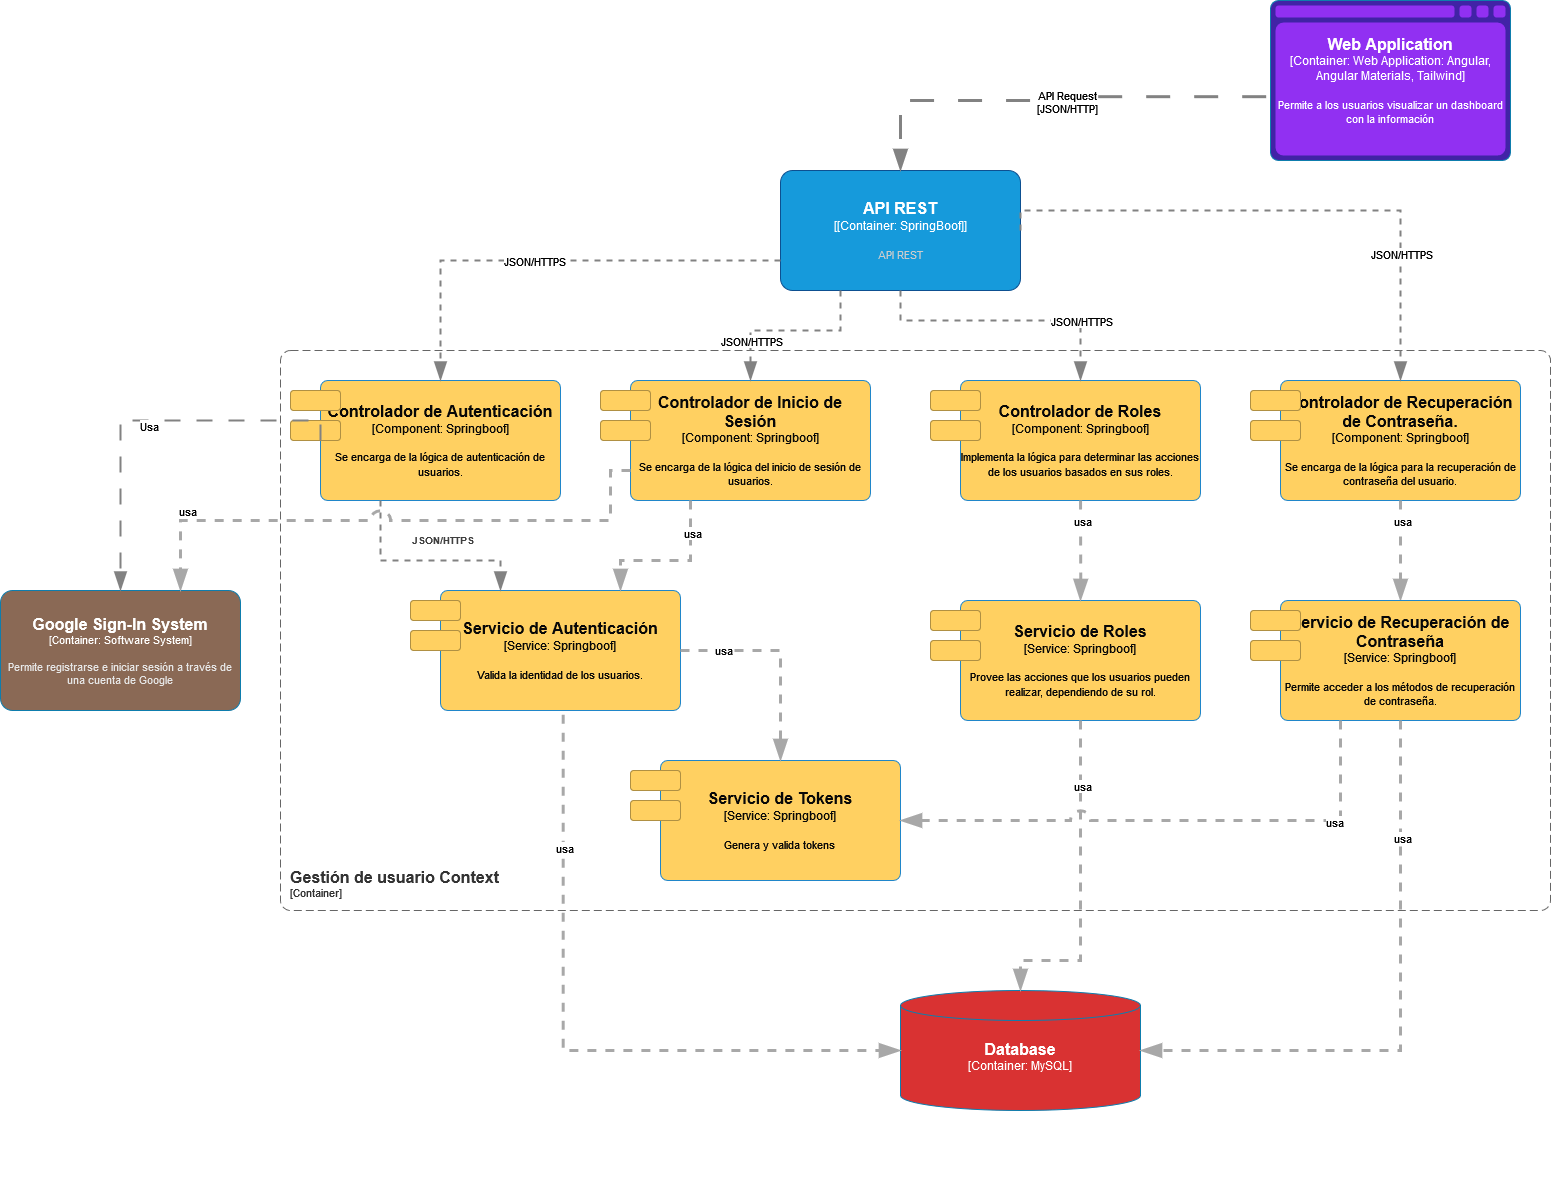 Web Application
[Container: Web Application: Angular,
Angular Materials, Tailwind]
Permite a los usuarios visualizar un dashboard
con la información
API Request
[JSON/HTTP]
API REST
[[Container: SpringBoof]]
API REST
JSON/HTTPS
JSON/HTTPS
JSON/HTTPS
JSON/HTTPS
Controlador de Autenticación
[Component: Springboof]
Se encarga de la lógica de autenticación de
usuarios.
Controlador de Inicio de
Sesión
[Component: Springboof]
Se encarga de la lógica del inicio de sesión de
usuarios.
Controlador de Roles
[Component: Springboof]
Implementa la lógica para determinar las acciones
de los usuarios basados en sus roles.
Controlador de Recuperación
de Contraseña.
[Component: Springboof]
Se encarga de la lógica para la recuperación de
contraseña del usuario.
Usa
usa
JSON/HTTPS
usa
usa
usa
Google Sign-In System
[Container: Software System]
Permite registrarse e iniciar sesión a través de
una cuenta de Google
Servicio de Autenticación
[Service: Springboof]
Valida la identidad de los usuarios.
usa
Servicio de Roles
[Service: Springboof]
Provee las acciones que los usuarios pueden
realizar, dependiendo de su rol.
Servicio de Recuperación de
Contraseña
[Service: Springboof]
Permite acceder a los métodos de recuperación
de contraseña.
Servicio de Tokens
[Service: Springboof]
Genera y valida tokens
usa
usa
usa
usa
Gestión de usuario Context
[Container]
Database
[Container: MySQL]